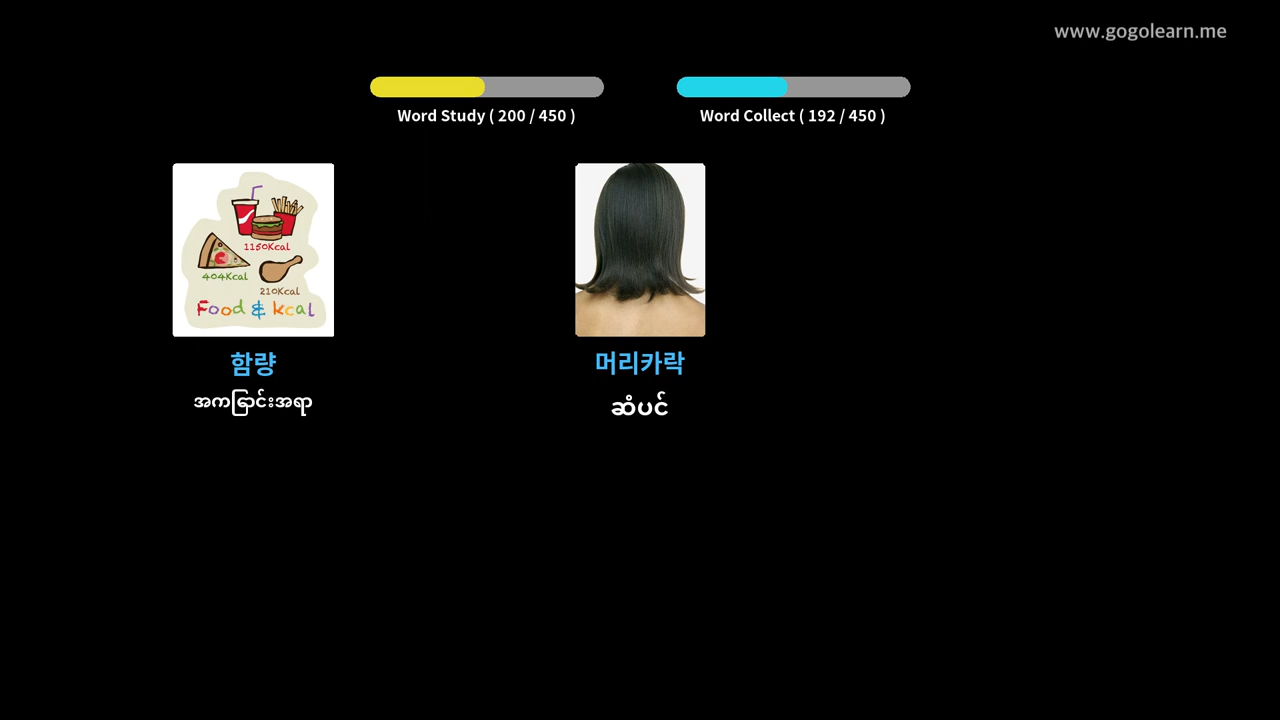 www.gogolearn.me
Word Study ( 200 / 450 )
Word Collect ( 192 / 450 )
1150Kcal
404Kcal
210Kcal
Food & kcal
함량
အကြောင်းအရာ
머리카락
ဆံပင်